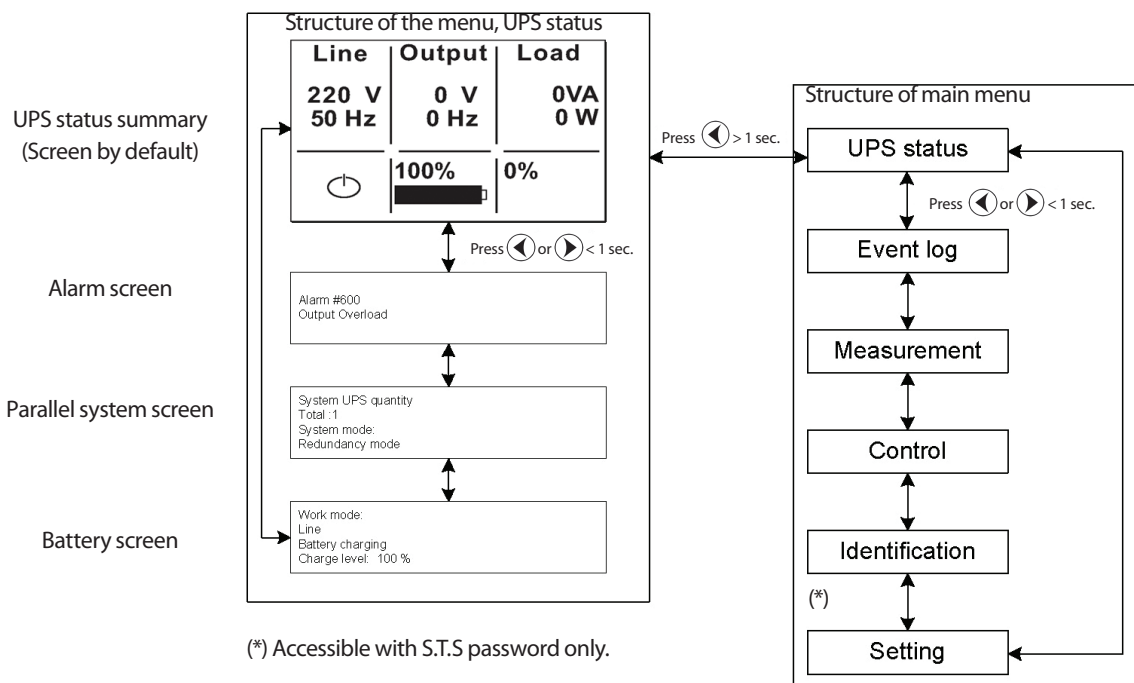 Structure of the menu, UPS status
UPS status summary
(Screen by default)
Line Output Load
220 V 0 V 0VA
50 Hz 0 Hz 0 W
100% 0%
Press or < 1 sec.
Alarm screen
Alarm #600
Output Overload
Parallel system screen
System UPS quantity
Total :1
System mode:
Redundancy mode
Battery screen
Work mode:
Line
Battery charging
Charge level: 100 %
(*) Accessible with S.T.S password only.
Press > 1 sec.
Structure of main menu
UPS status
Press or < 1 sec.
Event log
Measurement
Control
Identification
(*)
Setting